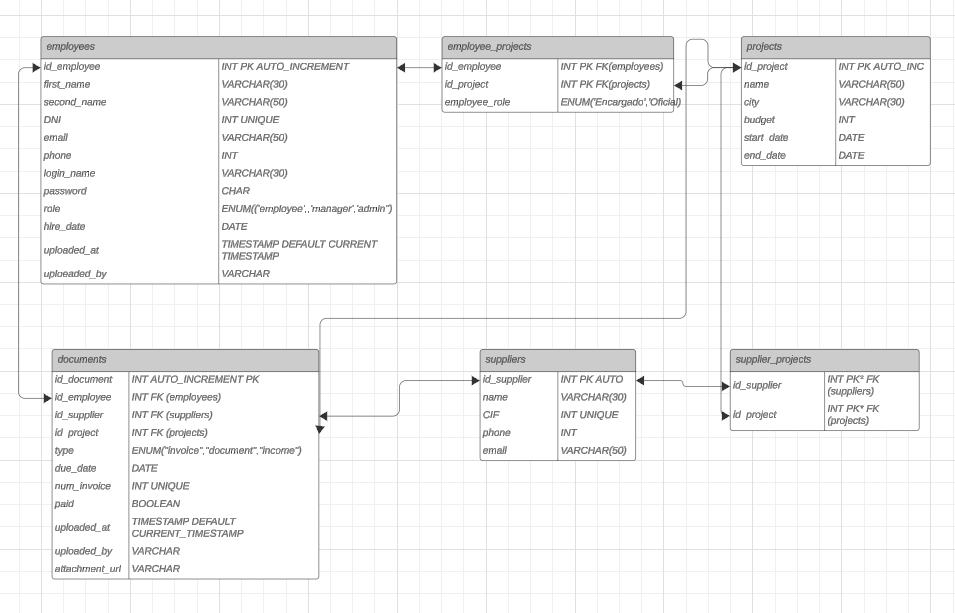 employees
id_employee INT PK AUTO_INCREMENT
first_name VARCHAR(30)
second_name VARCHAR(50)
DNI INT UNIQUE
email VARCHAR(50)
phone INT
login_name VARCHAR(30)
password CHAR
role ENUM(('employee',,'manager','admin")
hire_date DATE
uploaded_at TIMESTAMP DEFAULT CURRENT
TIMESTAMP
uploeaded_by VARCHAR
employee_projects
id_employee INT PK FK(employees)
id_project INT PK FK(projects)
employee_role ENUM('Encargado','Oficial)
projects
id_project INT PK AUTO_INC
name VARCHAR(50)
city VARCHAR(30)
budget INT
start_date DATE
end_date DATE
documents
id_document INT AUTO_INCREMENT PK
id_employee INT FK (employees)
id_supplier INT FK (suppliers)
id_project INT FK (projects)
type ENUM("invoice","document","income")
due_date DATE
num_invoice INT UNIQUE
paid BOOLEAN
uploaded_at TIMESTAMP DEFAULT
CURRENT_TIMESTAMP
uploaded_by VARCHAR
attachment_url VARCHAR
suppliers
id_supplier INT PK AUTO
name VARCHAR(30)
CIF INT UNIQUE
phone INT
email VARCHAR(50)
supplier_projects
id_supplier INT PK* FK
(suppliers)
id_project INT PK* FK
(projects)